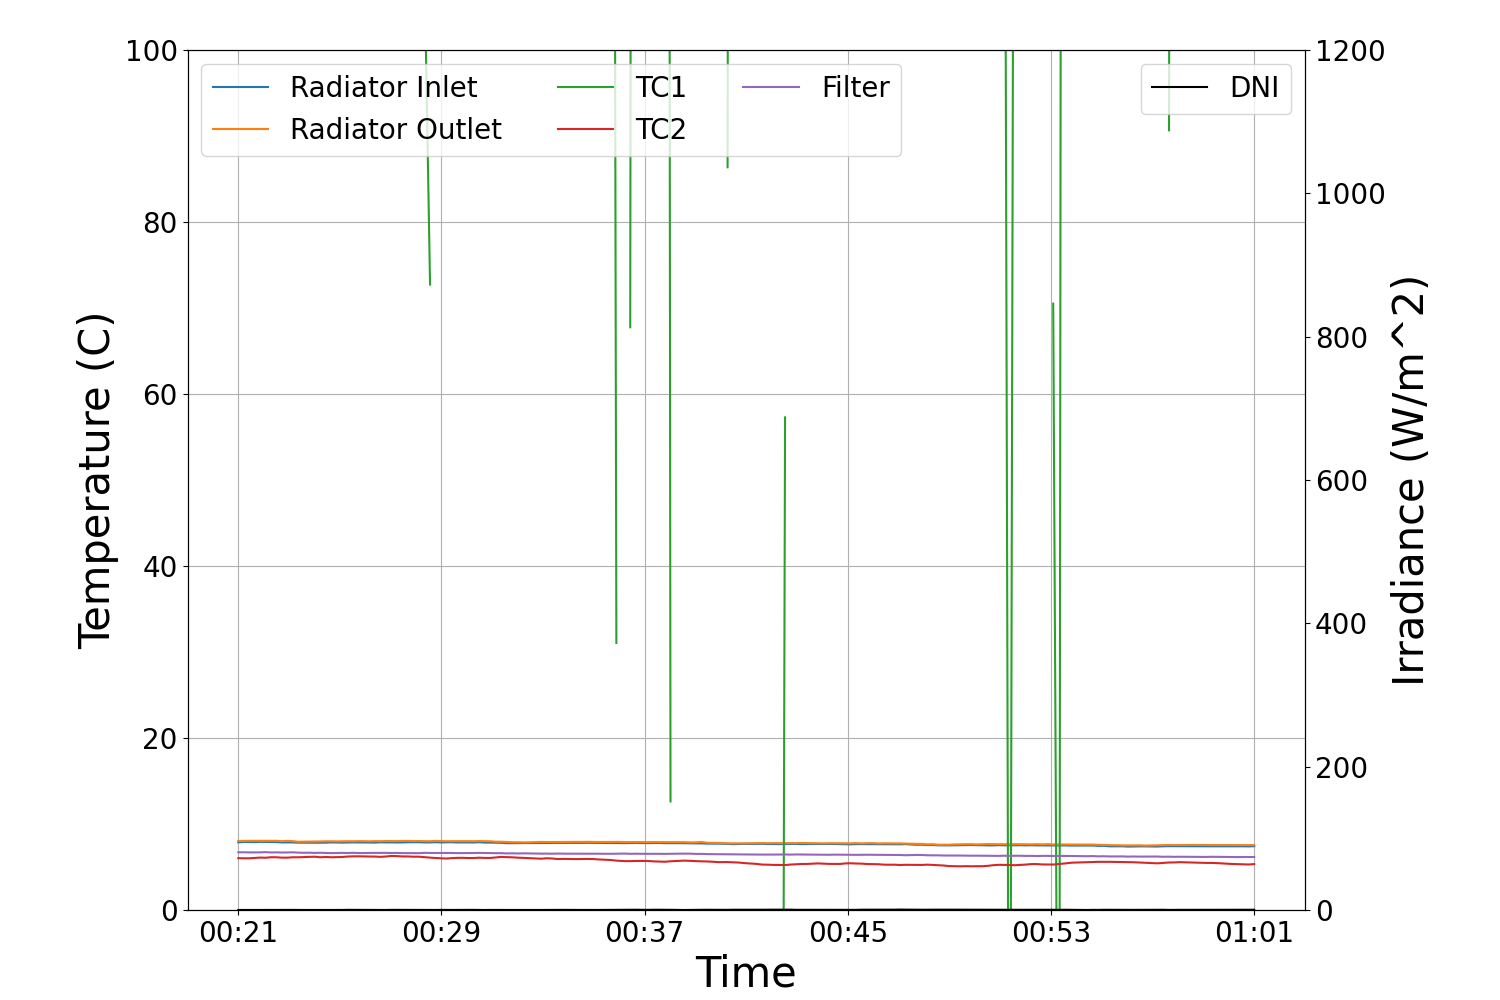 100
80
60
40
20
0
Temperature (C)
Radiator Inlet
Radiator Outlet
TC1
TC2
Filter
DNI
1200
1000
800
600
400
200
0
Irradiance (W/m^2)
00:21 00:29 00:37 00:45 00:53 01:01
Time